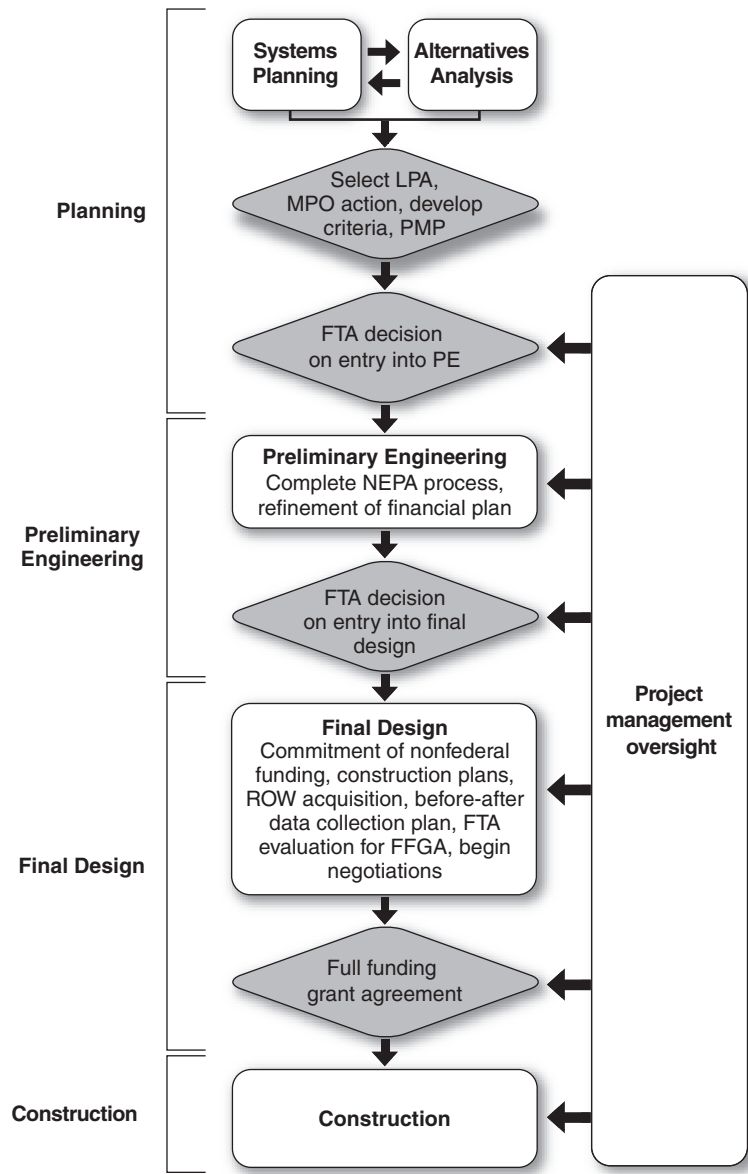 Systems
Planning
Alternatives
Analysis
Planning
Select LPA,
MPO action, develop
criteria, PMP
FTA decision
on entry into PE
Preliminary
Engineering
Preliminary Engineering
Complete NEPA process,
refinement of financial plan
FTA decision
on entry into final
design
Project
management
oversight
Final Design
Final Design
Commitment of nonfederal
funding, construction plans,
ROW acquisition, before-after
data collection plan, FTA
evaluation for FFGA, begin
negotiations
Full funding
grant agreement
Construction
Construction